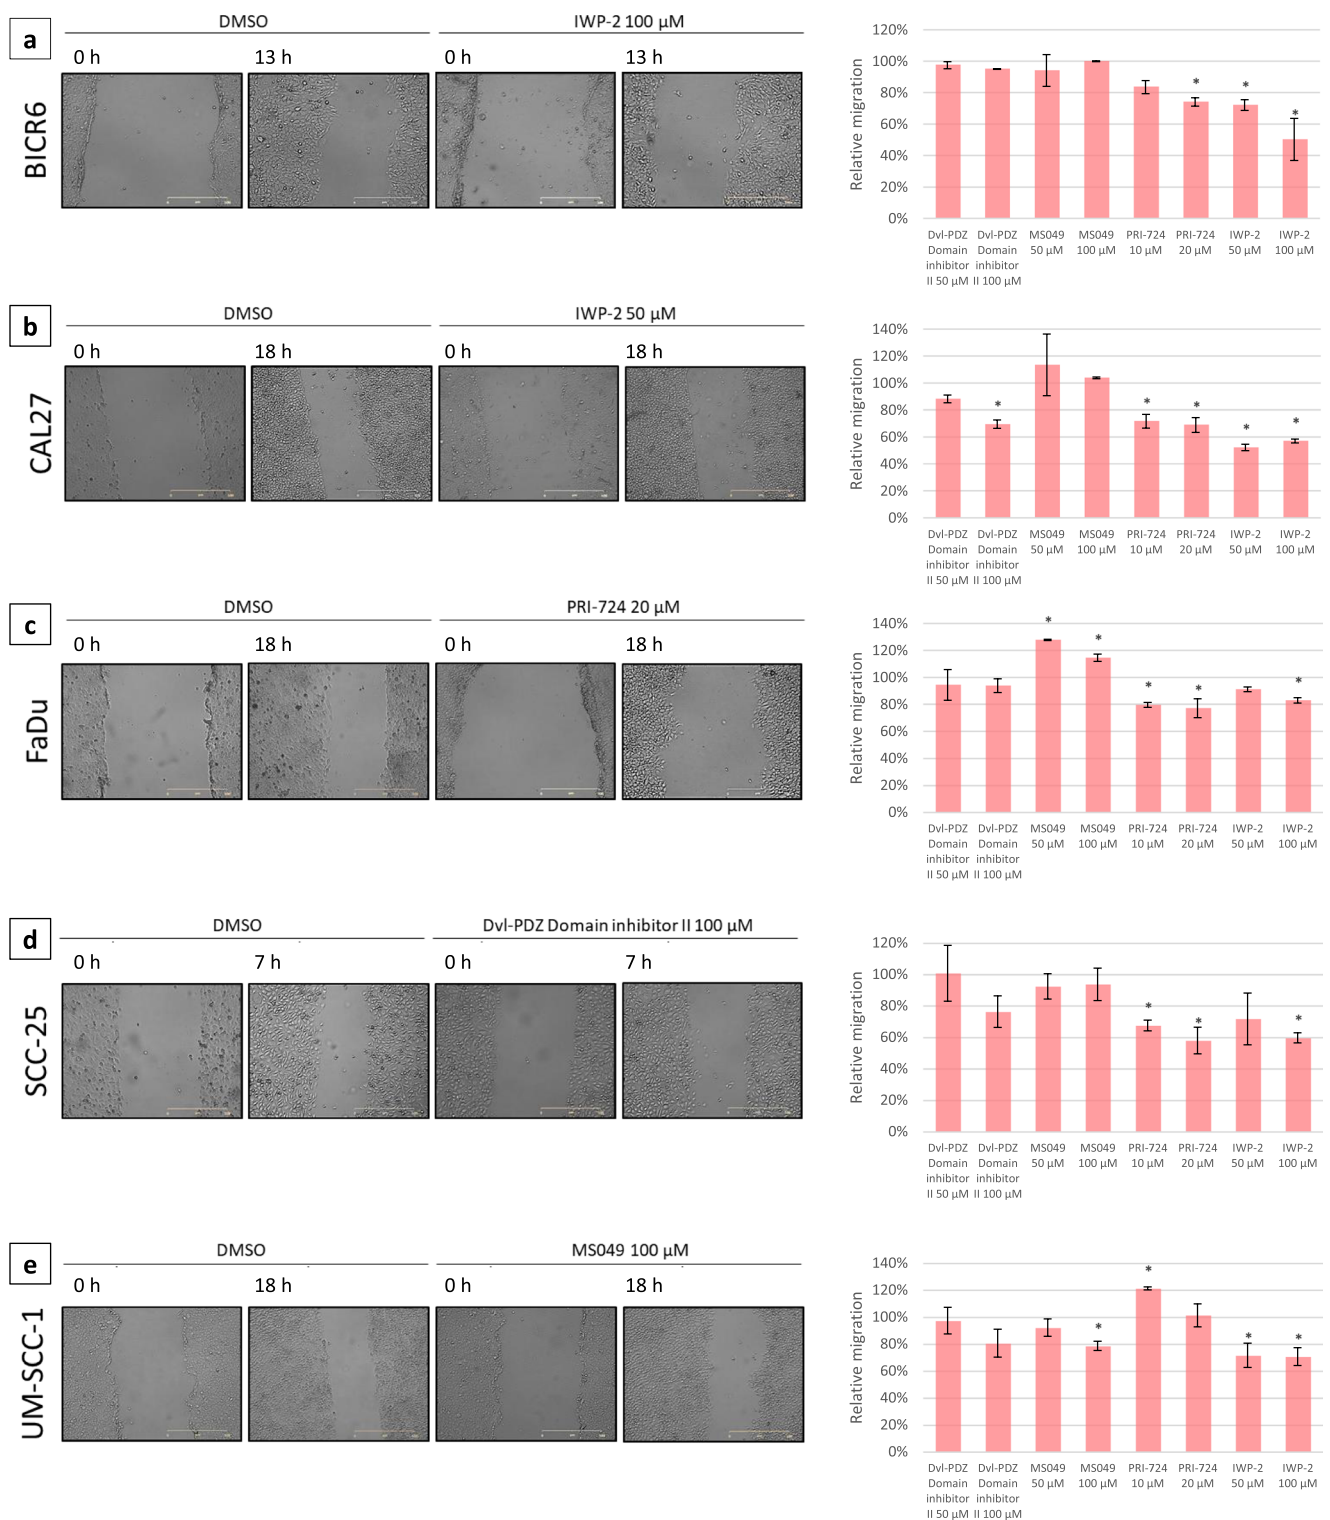 a
DMSO
IWP-2 100 µM
0 h
13 h
0 h
13 h
BICR6
Relative migration
120%
100%
80%
60%
40%
20%
0%
*
*
*
Dvl-PDZ Domain inhibitor II 50 µM
Dvl-PDZ Domain inhibitor II 100 µM
MS049 50 µM
MS049 100 µM
PRI-724 10 µM
PRI-724 20 µM
IWP-2 50 µM
IWP-2 100 µM
b
DMSO
IWP-2 50 µM
0 h
18 h
0 h
18 h
CAL27
Relative migration
140%
120%
100%
80%
60%
40%
20%
0%
*
*
*
*
*
Dvl-PDZ Domain inhibitor II 50 µM
Dvl-PDZ Domain inhibitor II 100 µM
MS049 50 µM
MS049 100 µM
PRI-724 10 µM
PRI-724 20 µM
IWP-2 50 µM
IWP-2 100 µM
c
DMSO
PRI-724 20 µM
0 h
18 h
0 h
18 h
FaDu
Relative migration
140%
120%
100%
80%
60%
40%
20%
0%
*
*
*
*
*
Dvl-PDZ Domain inhibitor II 50 µM
Dvl-PDZ Domain inhibitor II 100 µM
MS049 50 µM
MS049 100 µM
PRI-724 10 µM
PRI-724 20 µM
IWP-2 50 µM
IWP-2 100 µM
d
DMSO
Dvl-PDZ Domain inhibitor II 100 µM
0 h
7 h
0 h
7 h
SCC-25
Relative migration
120%
100%
80%
60%
40%
20%
0%
*
*
*
Dvl-PDZ Domain inhibitor II 50 µM
Dvl-PDZ Domain inhibitor II 100 µM
MS049 50 µM
MS049 100 µM
PRI-724 10 µM
PRI-724 20 µM
IWP-2 50 µM
IWP-2 100 µM
e
DMSO
MS049 100 µM
0 h
18 h
0 h
18 h
UM-SCC-1
Relative migration
140%
120%
100%
80%
60%
40%
20%
0%
*
*
*
*
Dvl-PDZ Domain inhibitor II 50 µM
Dvl-PDZ Domain inhibitor II 100 µM
MS049 50 µM
MS049 100 µM
PRI-724 10 µM
PRI-724 20 µM
IWP-2 50 µM
IWP-2 100 µM